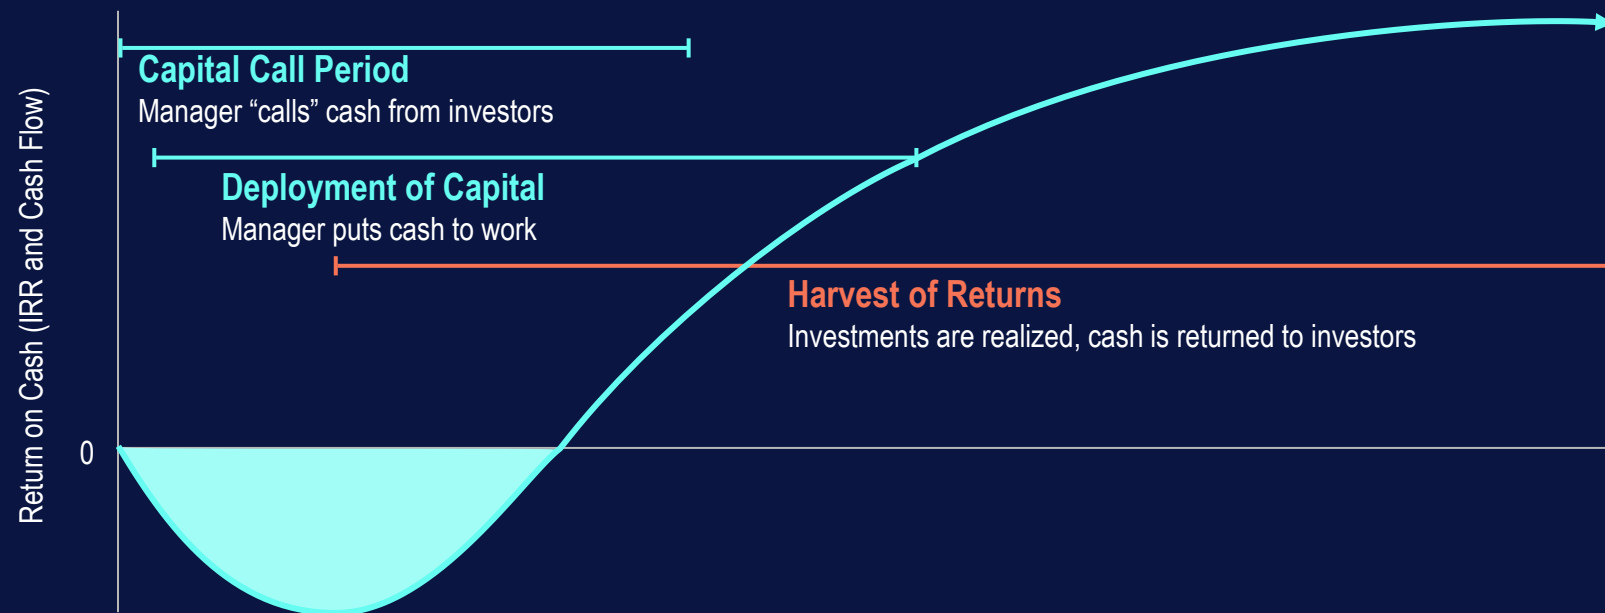 Return on Cash (IRR and Cash Flow)
Capital Call Period
Manager “calls” cash from investors
Deployment of Capital
Manager puts cash to work
Harvest of Returns
Investments are realized, cash is returned to investors
0